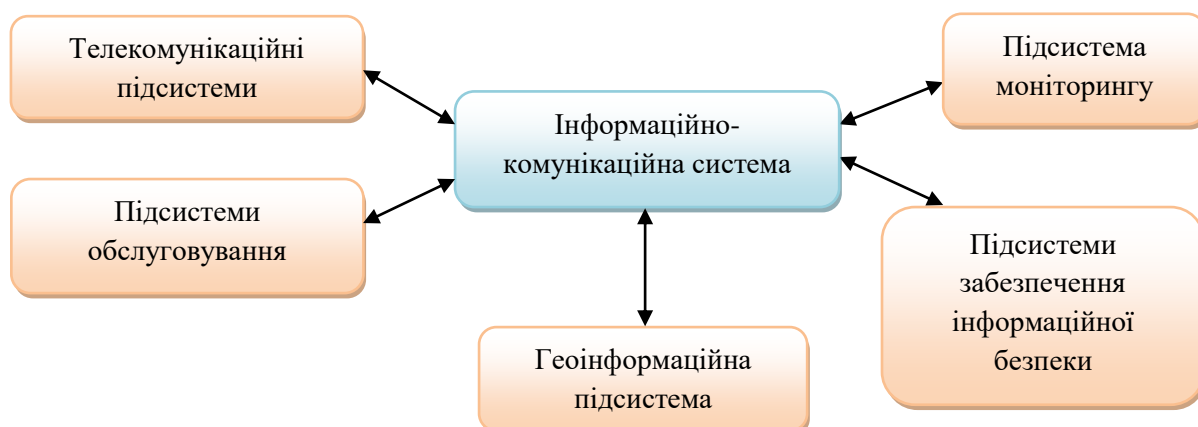 Телекомунікаційні
підсистеми
Підсистема
моніторингу
Інформаційно-
комунікаційна система
Підсистеми
обслуговування
Підсистеми
забезпечення
інформаційної
безпеки
Геоінформаційна
підсистема